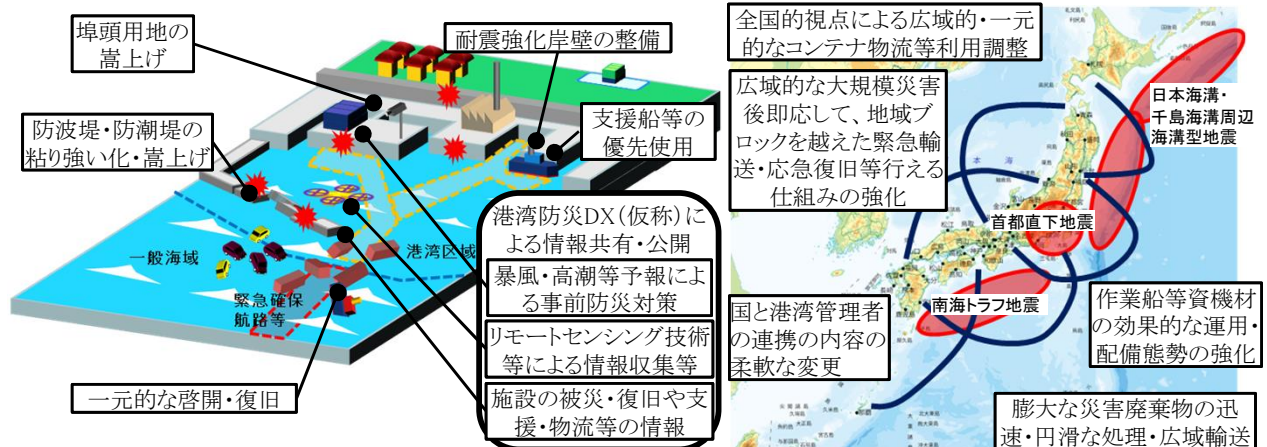 埠頭用地の
嵩上げ
耐震強化岸壁の整備
防波堤・防潮堤の
粘り強い化・嵩上げ
支援船等の
優先使用
一般海域
港湾区域
緊急確保
航路等
一元的な啓開・復旧
港湾防災DX(仮称)に
よる情報共有・公開
暴風・高潮等予報によ
る事前防災対策
リモートセンシング技術
等による情報収集等
施設の被災・復旧や支
援・物流等の情報
全国的視点による広域的・一元
的なコンテナ物流等利用調整
広域的な大規模災害
後即応して、地域ブ
ロックを越えた緊急輸
送・応急復旧等行える
仕組みの強化
日本海溝・
千島海溝周辺
海溝型地震
首都直下地震
南海トラフ地震
国と港湾管理者
の連携の内容の
柔軟な変更
作業船等資機材
の効果的な運用・
配備態勢の強化
膨大な災害廃棄物の迅
速・円滑な処理・広域輸送
本 海
札幌
青森
秋田
金沢
松江
那覇